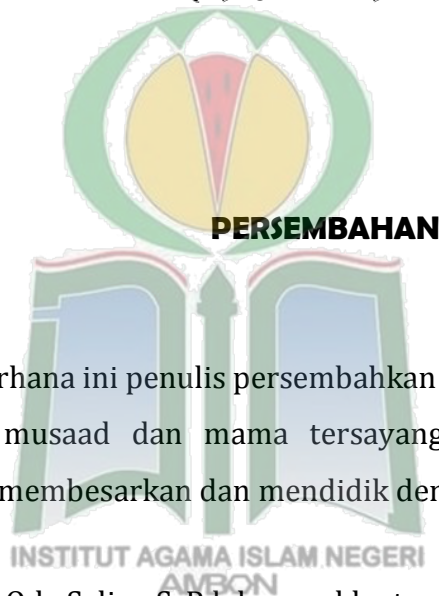 PERSEMBAHAN
rhana ini penulis persembahkan
musaad dan mama tersayang
membesarkan dan mendidik den
INSTITUT AGAMA ISLAM NEGERI
AMBON